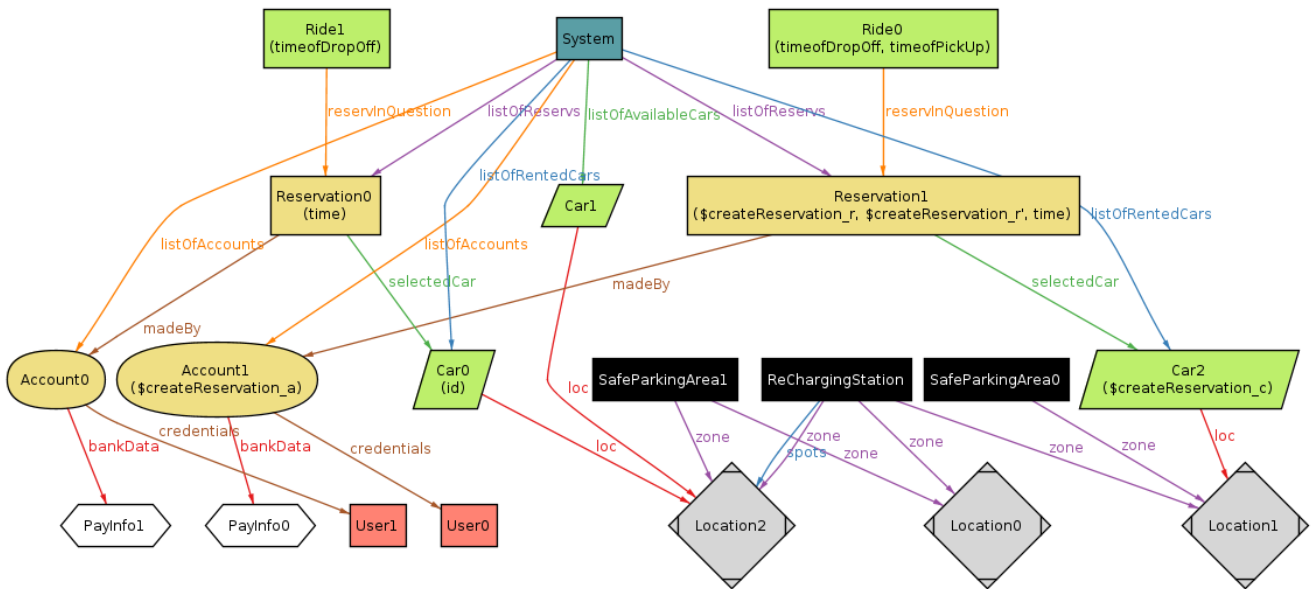 Ride1
(timeofDropOff)
System
Ride0
(timeofDropOff, timeofPickUp)
reservInQuestion
listOfReservs
listOfAvailableCars
listOfReservs
reservInQuestion
listOfRentedCars
Reservation0
(time)
Car1
Reservation1
($createReservation_r, $createReservation_r', time)
listOfRentedCars
listOfAccounts
listOfAccounts
selectedCar
madeBy
selectedCar
madeBy
Account0
Account1
($createReservation_a)
Car0
(id)
loc
SafeParkingArea1
ReChargingStation
SafeParkingArea0
Car2
($createReservation_c)
bankData
credentials
bankData
credentials
loc
zone
zone
zone
spots
zone
zone
zone
loc
PayInfo1
PayInfo0
User1
User0
Location2
Location0
Location1